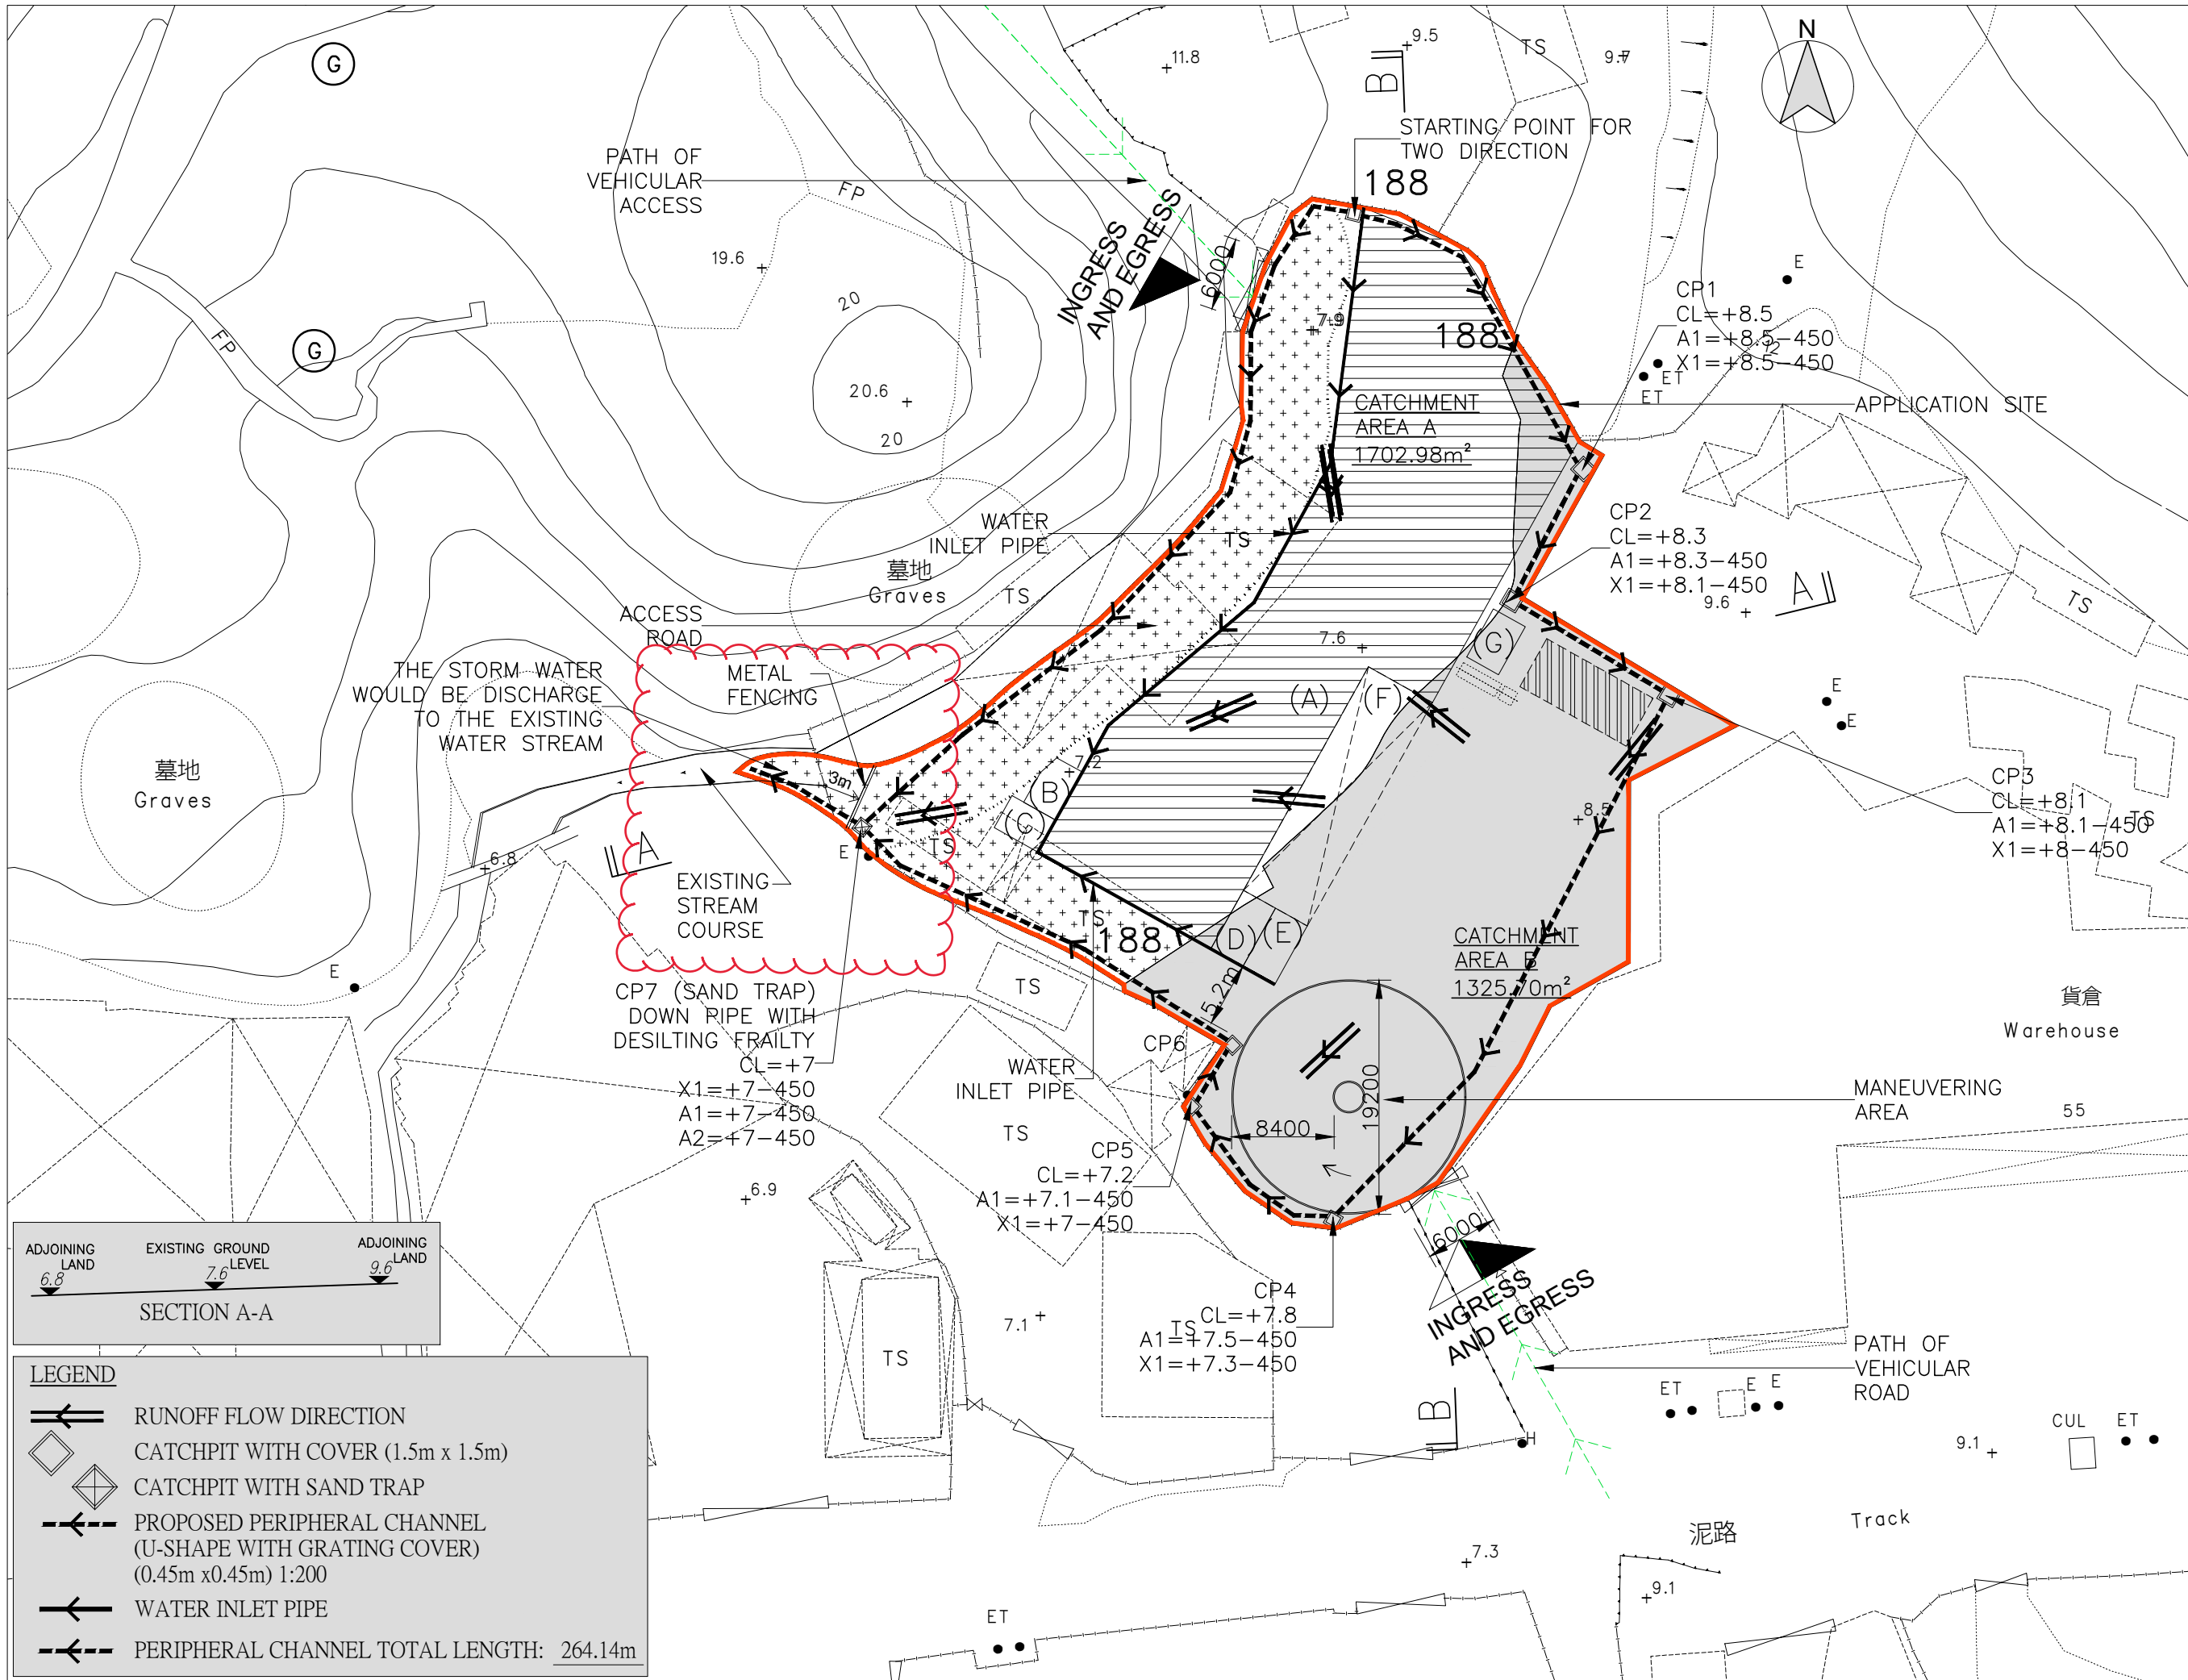 G
11.8
9.5
TS
9.7
N
B
STARTING POINT FOR
TWO DIRECTION
PATH OF
VEHICULAR
ACCESS
FP
188
INGRESS
AND EGRESS
6000
19.6
20
E
CP1
CL=+8.5
A1=+8.5-450
X1=+8.5-450
12
ET
ET
FP
G
7.9
188
20.6
20
CATCHMENT
AREA A
1702.98m²
APPLICATION SITE
WATER
INLET PIPE
TS
CP2
CL=+8.3
A1=+8.3-450
X1=+8.1-450
9.6
A
TS
墓地
Graves
TS
ACCESS
ROAD
7.6
(G)
THE STORM WATER
WOULD BE DISCHARGE
TO THE EXISTING
WATER STREAM
METAL
FENCING
(A)
(F)
E
E
墓地
Graves
3m
7.2
(B)
(C)
8.5
CP3
CL=+8.1
A1=+8.1-450
X1=+8-450
TS
6.8
A
E
TS
EXISTING
STREAM
COURSE
TS
188
(D)
(E)
CATCHMENT
AREA B
1325.70m²
E
TS
5.2m
貨倉
Warehouse
CP7 (SAND TRAP)
DOWN PIPE WITH
DESILTING FRAILTY
CL=+7
X1=+7-450
A1=+7-450
A2=+7-450
CP6
WATER
INLET PIPE
TS
19200
8400
MANEUVERING
AREA
55
CP5
CL=+7.2
A1=+7.1-450
X1=+7-450
6.9
6000
INGRESS
AND EGRESS
ADJOINING
LAND
6.8
EXISTING GROUND
LEVEL
7.6
ADJOINING
LAND
9.6
SECTION A-A
CP4
CL=+7.8
TS
A1=+7.5-450
X1=+7.3-450
7.1
TS
PATH OF
VEHICULAR
ROAD
B
H
ET
E
E
CUL
ET
9.1
LEGEND
RUNOFF FLOW DIRECTION
CATCHPIT WITH COVER (1.5m x 1.5m)
CATCHPIT WITH SAND TRAP
PROPOSED PERIPHERAL CHANNEL
(U-SHAPE WITH GRATING COVER)
(0.45m x0.45m) 1:200
WATER INLET PIPE
PERIPHERAL CHANNEL TOTAL LENGTH: 264.14m
泥路
Track
7.3
9.1
ET